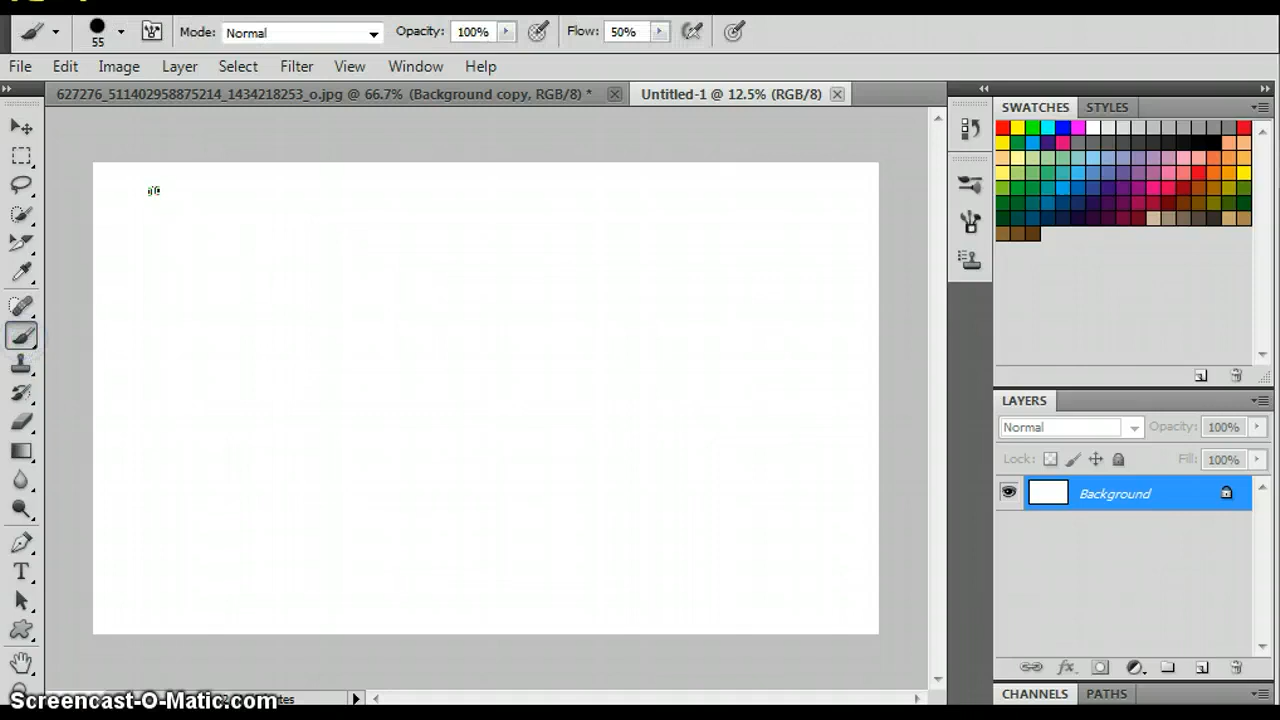 55 Mode: Normal Opacity: 100% Flow: 50%
File Edit Image Layer Select Filter View Window Help
627276_511402958875214_1434218253_o.jpg @ 66.7% (Background copy, RGB/8) * Untitled-1 @ 12.5% (RGB/8)
SWATCHES STYLES
LAYERS
Normal Opacity: 100%
Lock: Fill: 100%
Background
T
CHANNELS PATHS
Screencast-O-Matic.com